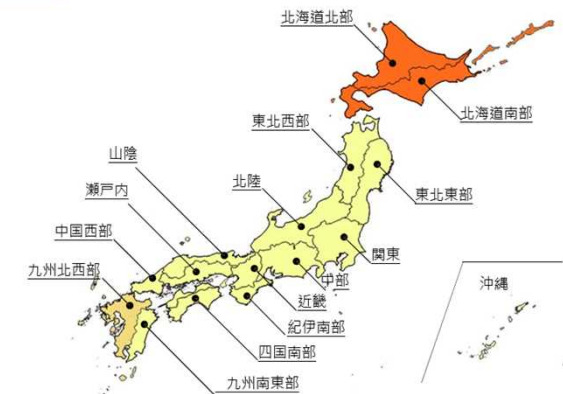 北海道北部
北海道南部
東北西部
山陰
北陸
瀬戸内
東北東部
中国西部
関東
九州北西部
中部
沖縄
近畿
紀伊南部
四国南部
九州南東部